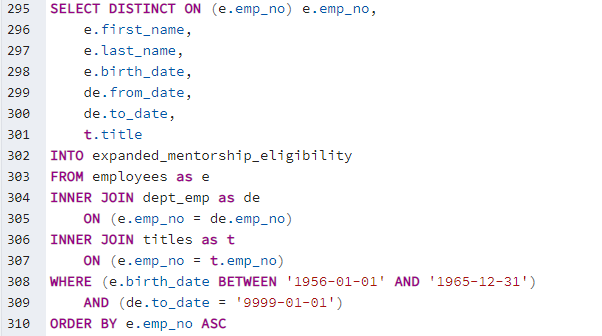 295 SELECT DISTINCT ON (e.emp_no) e.emp_no,
296     e.first_name,
297     e.last_name,
298     e.birth_date,
299     de.from_date,
300     de.to_date,
301     t.title
302 INTO expanded_mentorship_eligibility
303 FROM employees as e
304 INNER JOIN dept_emp as de
305     ON (e.emp_no = de.emp_no)
306 INNER JOIN titles as t
307     ON (e.emp_no = t.emp_no)
308 WHERE (e.birth_date BETWEEN '1956-01-01' AND '1965-12-31')
309     AND (de.to_date = '9999-01-01')
310 ORDER BY e.emp_no ASC